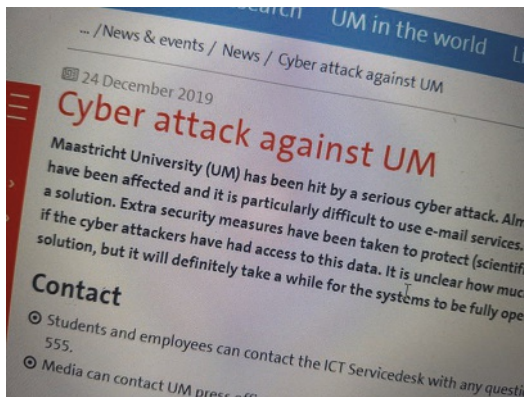 search UM in the world
... /News & events / News / Cyber attack against UM
24 December 2019
Cyber attack against UM
Maastricht University (UM) has been hit by a serious cyber attack.
have been affected and it is particularly difficult to use e-mail services.
a solution. Extra security measures have been taken to protect (scientif
if the cyber attackers have had access to this data. It is unclear how muc
solution, but it will definitely take a while for the systems to be fully ope
Contact
Students and employees can contact the ICT Servicedesk with any questi
555.
Media can contact UM press